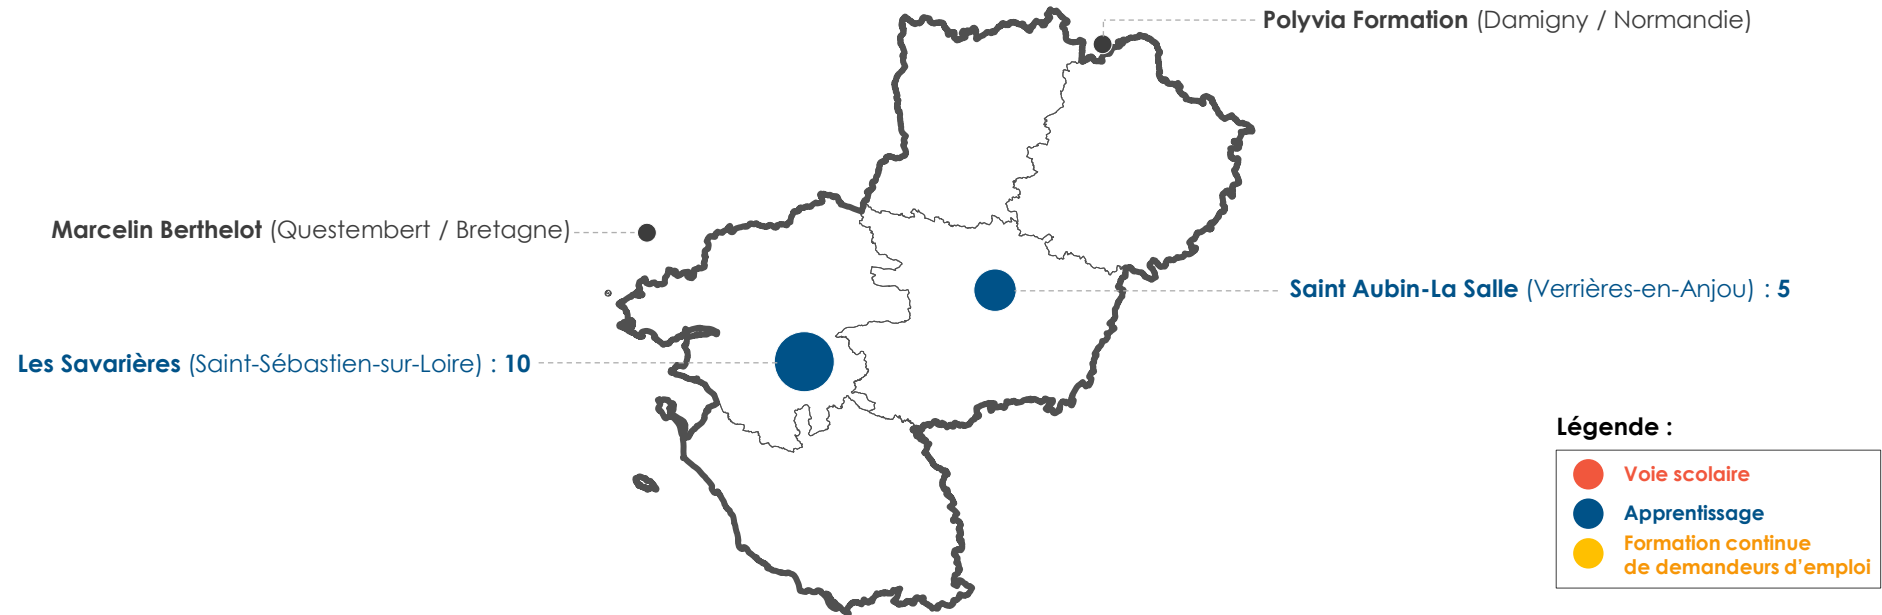 Polyvia Formation (Damigny / Normandie)
Marcelin Berthelot (Questembert / Bretagne)
Saint Aubin-La Salle (Verrières-en-Anjou) : 5
Les Savarières (Saint-Sébastien-sur-Loire) : 10
Légende :
Voie scolaire
Apprentissage
Formation continue
de demandeurs d'emploi